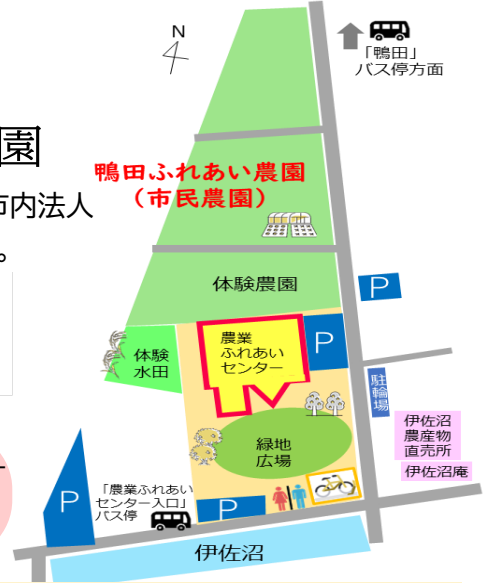 N
「鴨田」
バス停方面
園
鴨田ふれあい農園
（市民農園）
市内法人
。
体験農園
P
農業
ふれあい
センター
P
体験
水田
駐輪場
伊佐沼
農産物
直売所
伊佐沼庵
緑地
広場
「農業ふれあい
センター入口」
バス停
P
P
伊佐沼